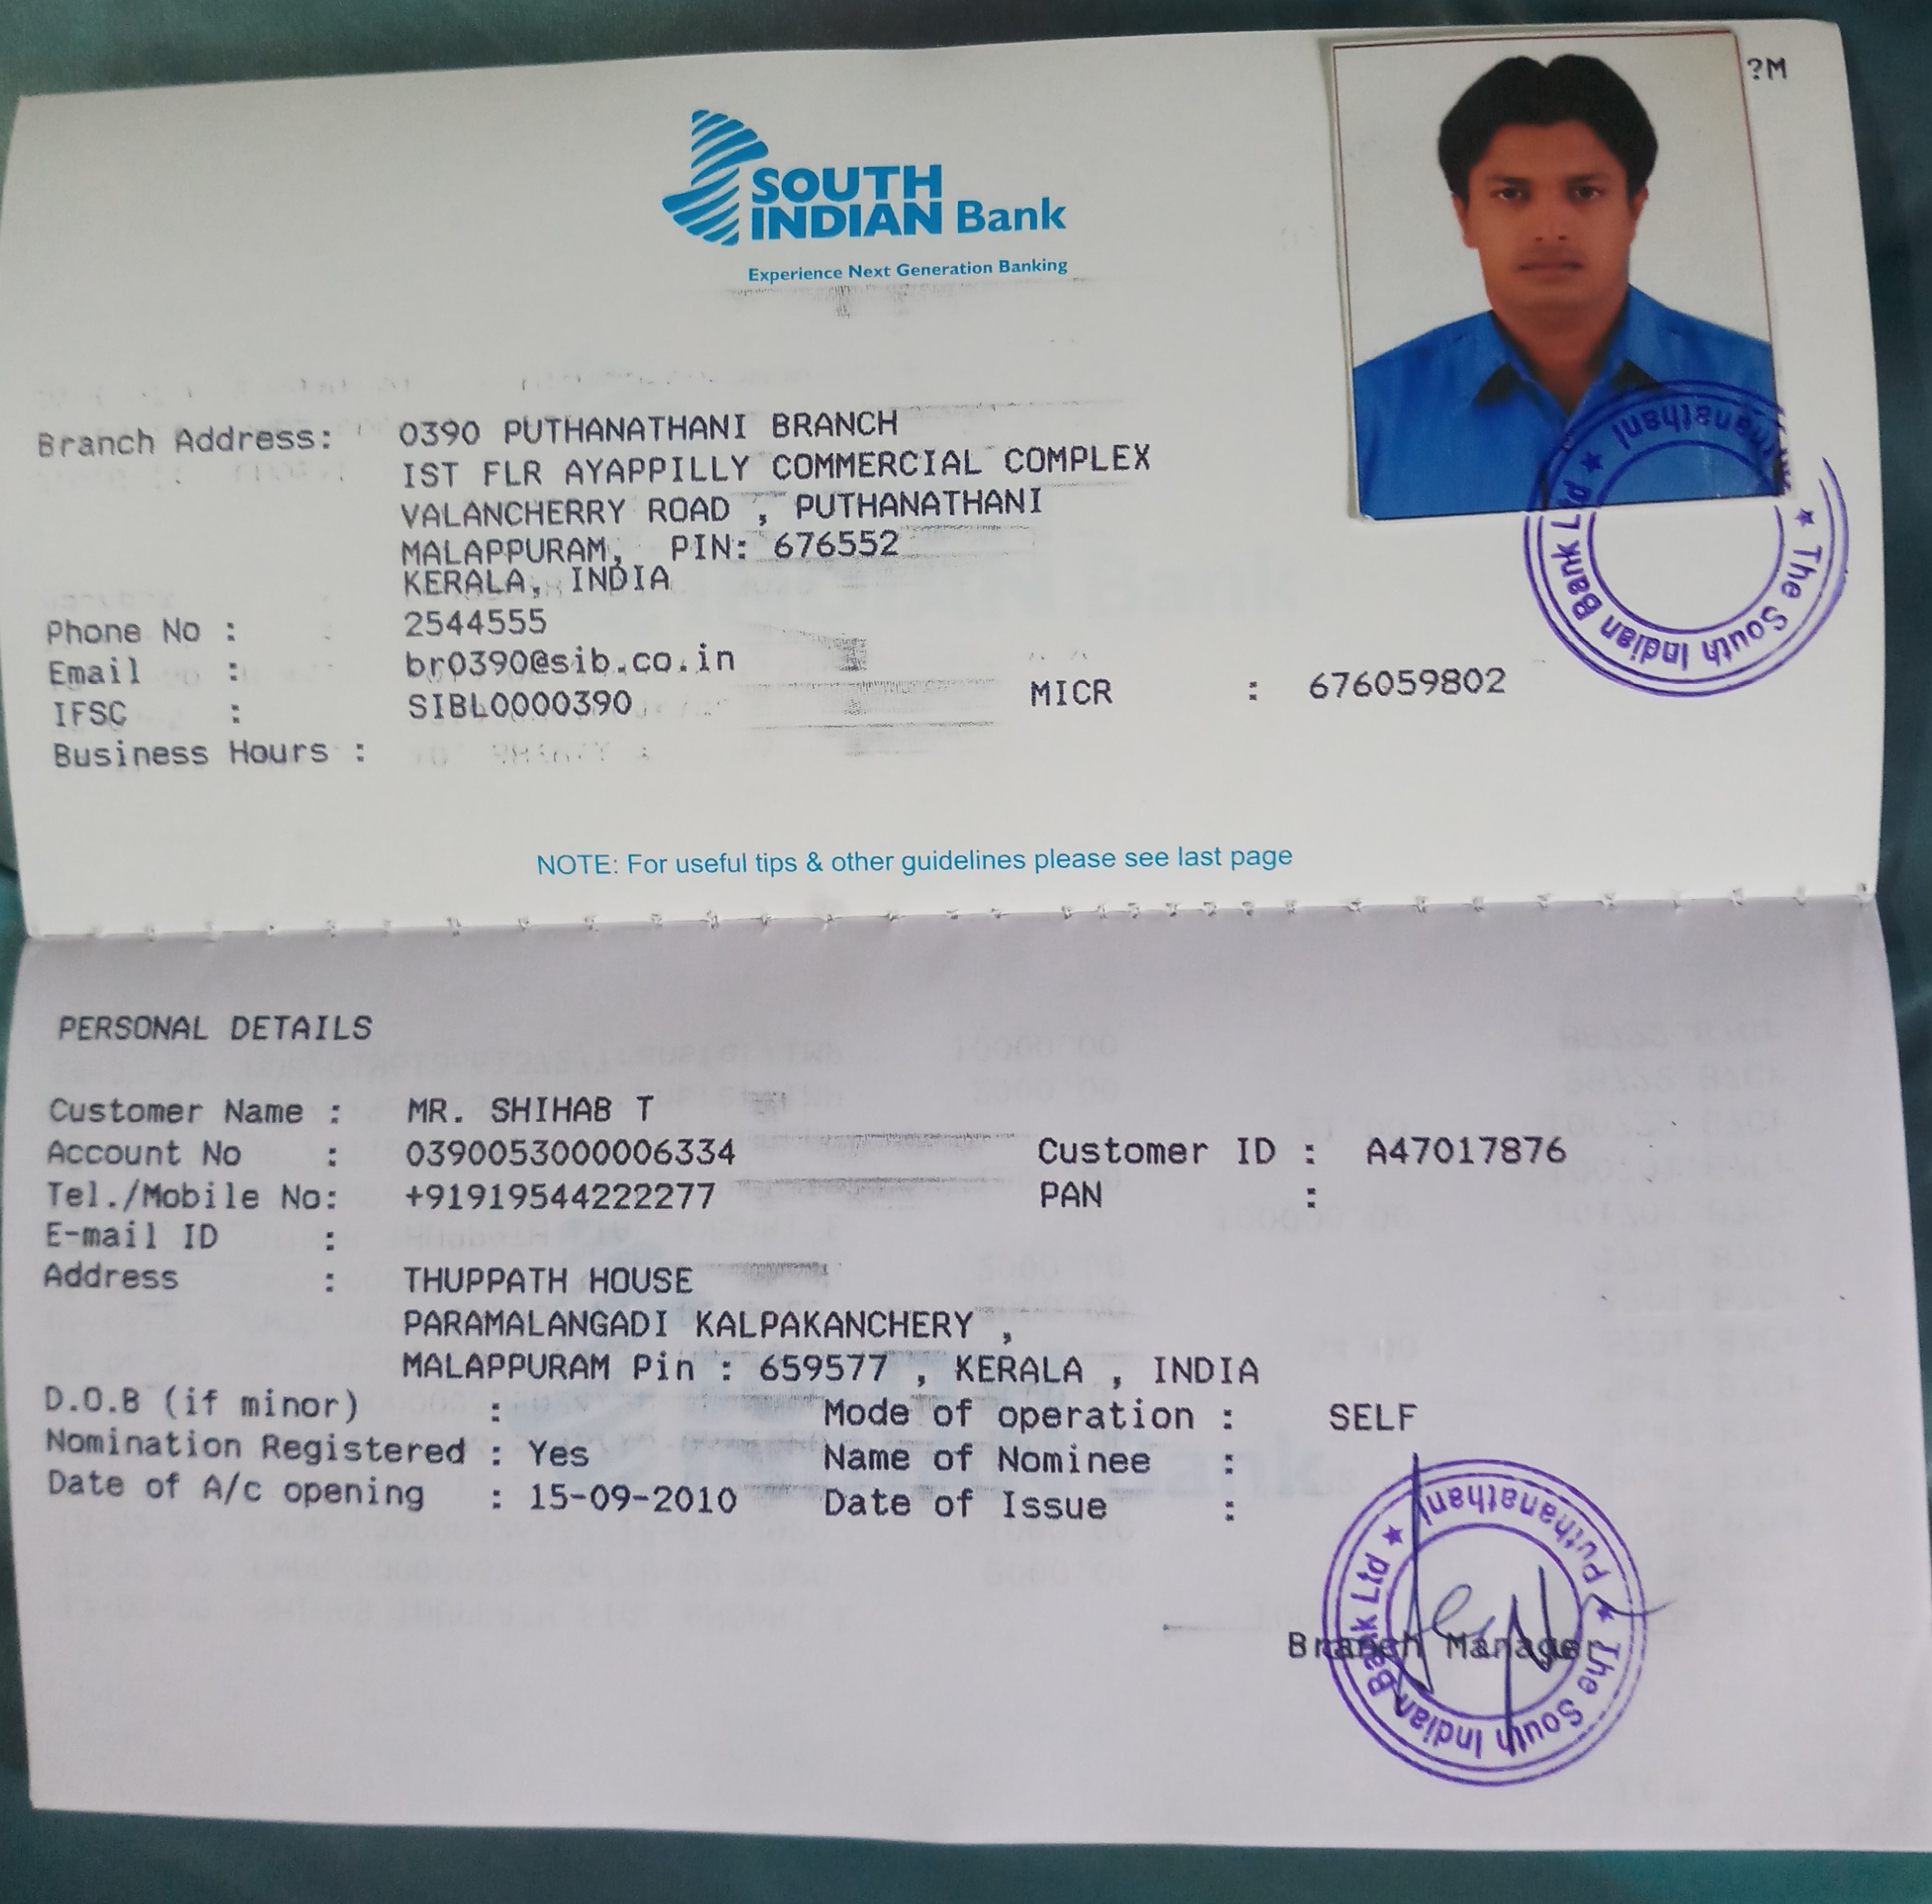 ?M
SOUTH
INDIAN Bank
Experience Next Generation Banking
Branch Address: 0390 PUTHANATHANI BRANCH
IST FLR AYAPPILLY COMMERCIAL COMPLEX
VALANCHERRY ROAD , PUTHANATHANI
MALAPPURAM, PIN: 676552
KERALA, INDIA
Phone No : 2544555
Email : br0390@sib.co.in
IFSC : SIBL0000390 MICR : 676059802
Business Hours :
★ The South Indian Bank Ltd ★ Puthanathani
NOTE: For useful tips & other guidelines please see last page
PERSONAL DETAILS
Customer Name : MR. SHIHAB T
Account No : 0390053000006334 Customer ID : A47017876
Tel./Mobile No: +91919544222277 PAN :
E-mail ID :
Address : THUPPATH HOUSE
PARAMALANGADI KALPAKANCHERY ,
MALAPPURAM Pin : 659577 , KERALA , INDIA
D.O.B (if minor) : Mode of operation : SELF
Nomination Registered : Yes Name of Nominee :
Date of A/c opening : 15-09-2010 Date of Issue :
Branch Manager
★ The South Indian Bank Ltd ★ Puthanathani